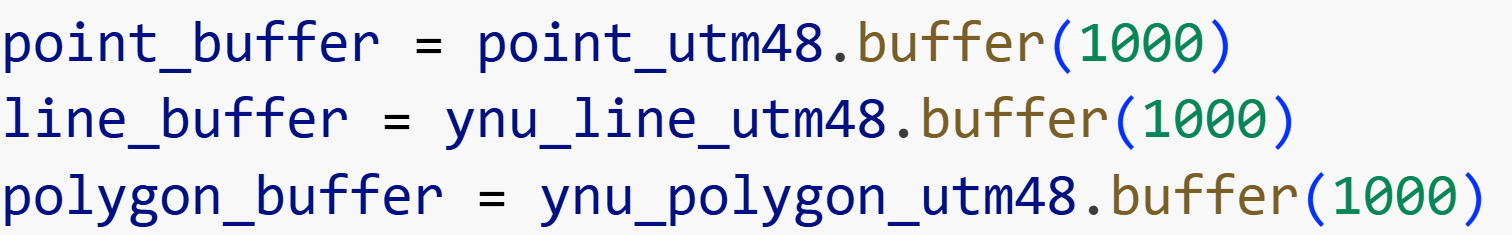 point_buffer = point_utm48.buffer(1000)
line_buffer = ynu_line_utm48.buffer(1000)
polygon_buffer = ynu_polygon_utm48.buffer(1000)